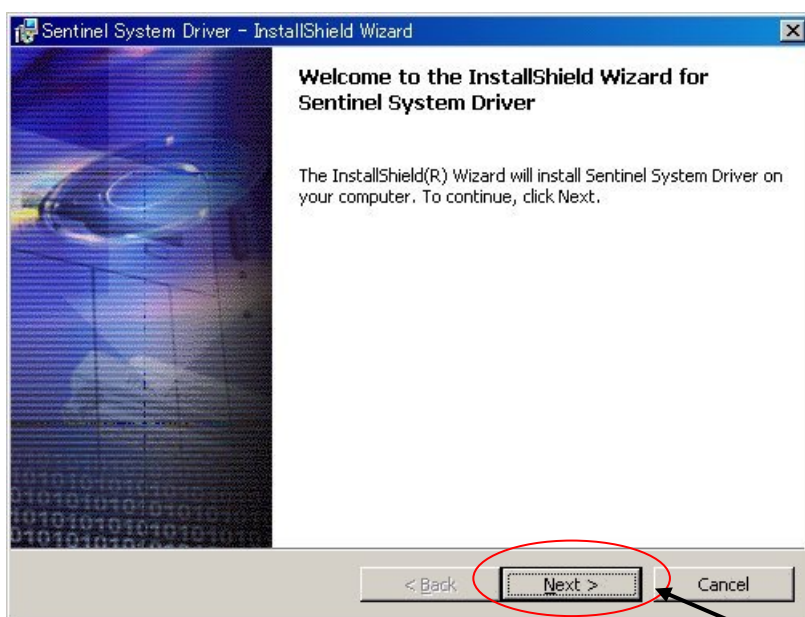 Sentinel System Driver - InstallShield Wizard
Welcome to the InstallShield Wizard for
Sentinel System Driver
The InstallShield(R) Wizard will install Sentinel System Driver on
your computer. To continue, click Next.
< Back
Next >
Cancel